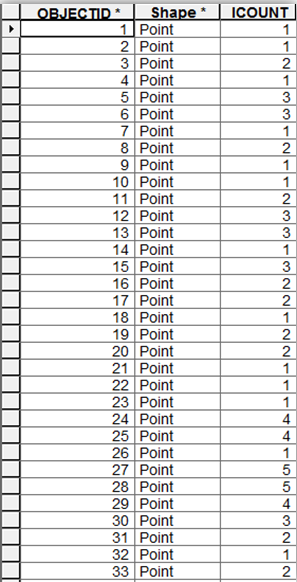 OBJECTID * Shape * ICOUNT
1 Point 1
2 Point 1
3 Point 2
4 Point 1
5 Point 3
6 Point 3
7 Point 1
8 Point 2
9 Point 1
10 Point 1
11 Point 2
12 Point 3
13 Point 3
14 Point 1
15 Point 3
16 Point 2
17 Point 2
18 Point 1
19 Point 2
20 Point 2
21 Point 1
22 Point 1
23 Point 1
24 Point 4
25 Point 4
26 Point 1
27 Point 5
28 Point 5
29 Point 4
30 Point 3
31 Point 2
32 Point 1
33 Point 2